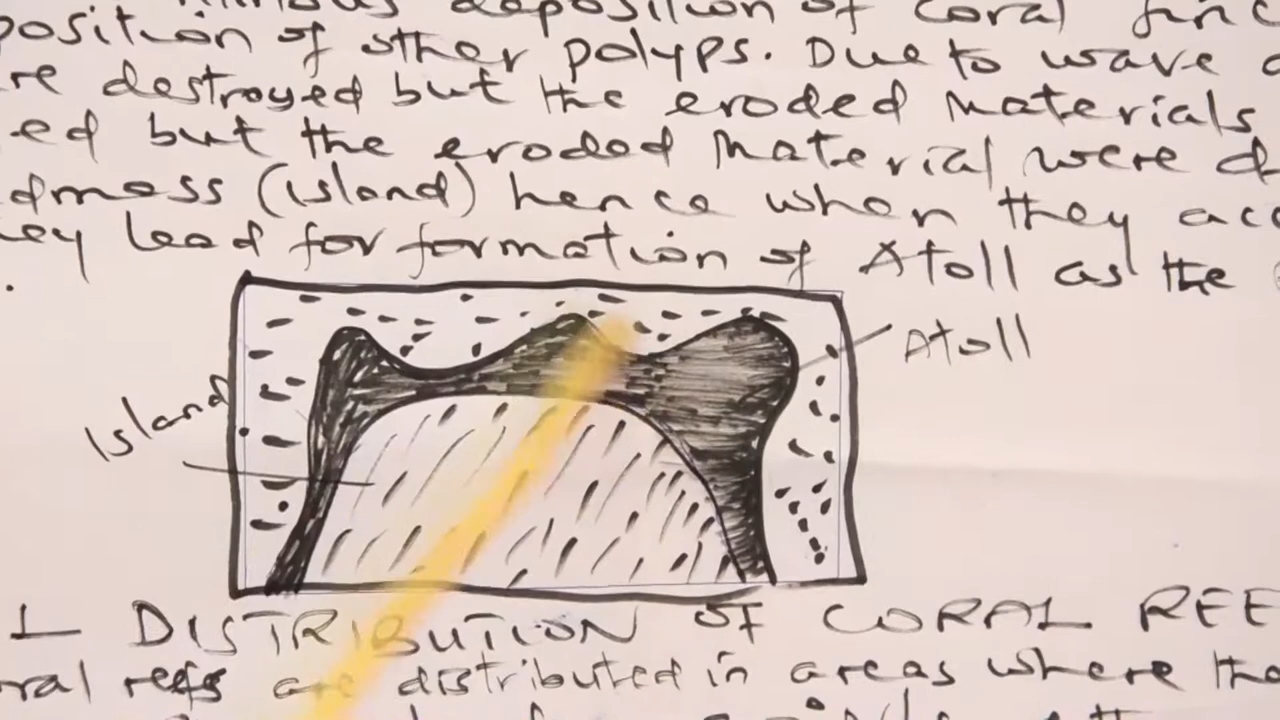 deposition of coral
position of other polyps. Due to wave
re destroyed but the eroded materials
ed but the eroded material were d
dmass (island) hence when they acc
ey lead for formation of Atoll as the
.
Atoll
Island
L DISTRIBUTION OF CORAL REE
ral reefs are distributed in areas where the